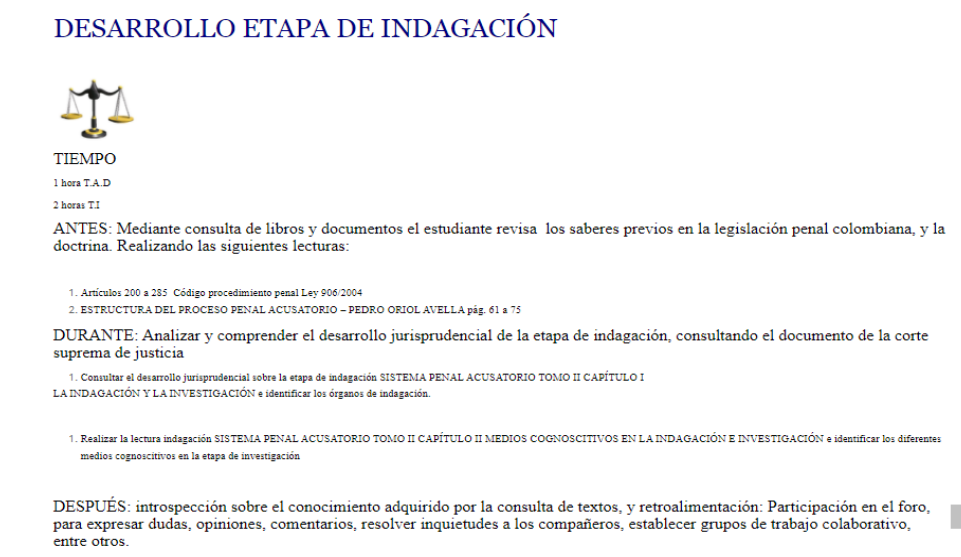 DESARROLLO ETAPA DE INDAGACIÓN
TIEMPO
1 hora T.A.D
2 horas T.I
ANTES: Mediante consulta de libros y documentos el estudiante revisa  los saberes previos en la legislación penal colombiana, y la
doctrina. Realizando las siguientes lecturas:
1. Artículos 200 a 285  Código procedimiento penal Ley 906/2004
2. ESTRUCTURA DEL PROCESO PENAL ACUSATORIO – PEDRO ORIOL AVELLA pág. 61 a 75
DURANTE: Analizar y comprender el desarrollo jurisprudencial de la etapa de indagación, consultando el documento de la corte
suprema de justicia
1. Consultar el desarrollo jurisprudencial sobre la etapa de indagación SISTEMA PENAL ACUSATORIO TOMO II CAPÍTULO I
LA INDAGACIÓN Y LA INVESTIGACIÓN e identificar los órganos de indagación.
1. Realizar la lectura indagación SISTEMA PENAL ACUSATORIO TOMO II CAPÍTULO II MEDIOS COGNOSCITIVOS EN LA INDAGACIÓN E INVESTIGACIÓN e identificar los diferentes
medios cognoscitivos en la etapa de investigación
DESPUÉS: introspección sobre el conocimiento adquirido por la consulta de textos, y retroalimentación: Participación en el foro,
para expresar dudas, opiniones, comentarios, resolver inquietudes a los compañeros, establecer grupos de trabajo colaborativo,
entre otros.